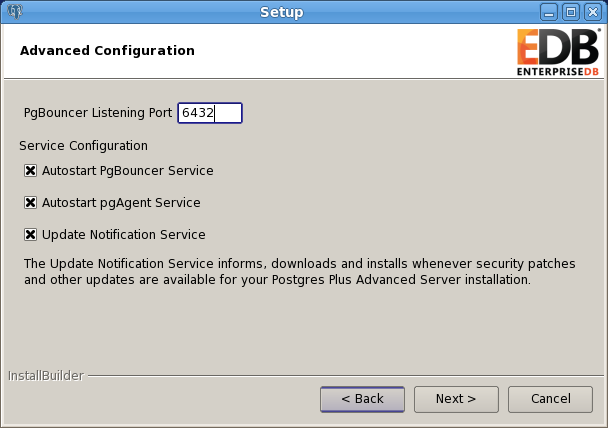 Setup
Advanced Configuration
EDB
ENTERPRISEDB
PgBouncer Listening Port 6432
Service Configuration
Autostart PgBouncer Service
Autostart pgAgent Service
Update Notification Service
The Update Notification Service informs, downloads and installs whenever security patches
and other updates are available for your Postgres Plus Advanced Server installation.
InstallBuilder
< Back Next > Cancel